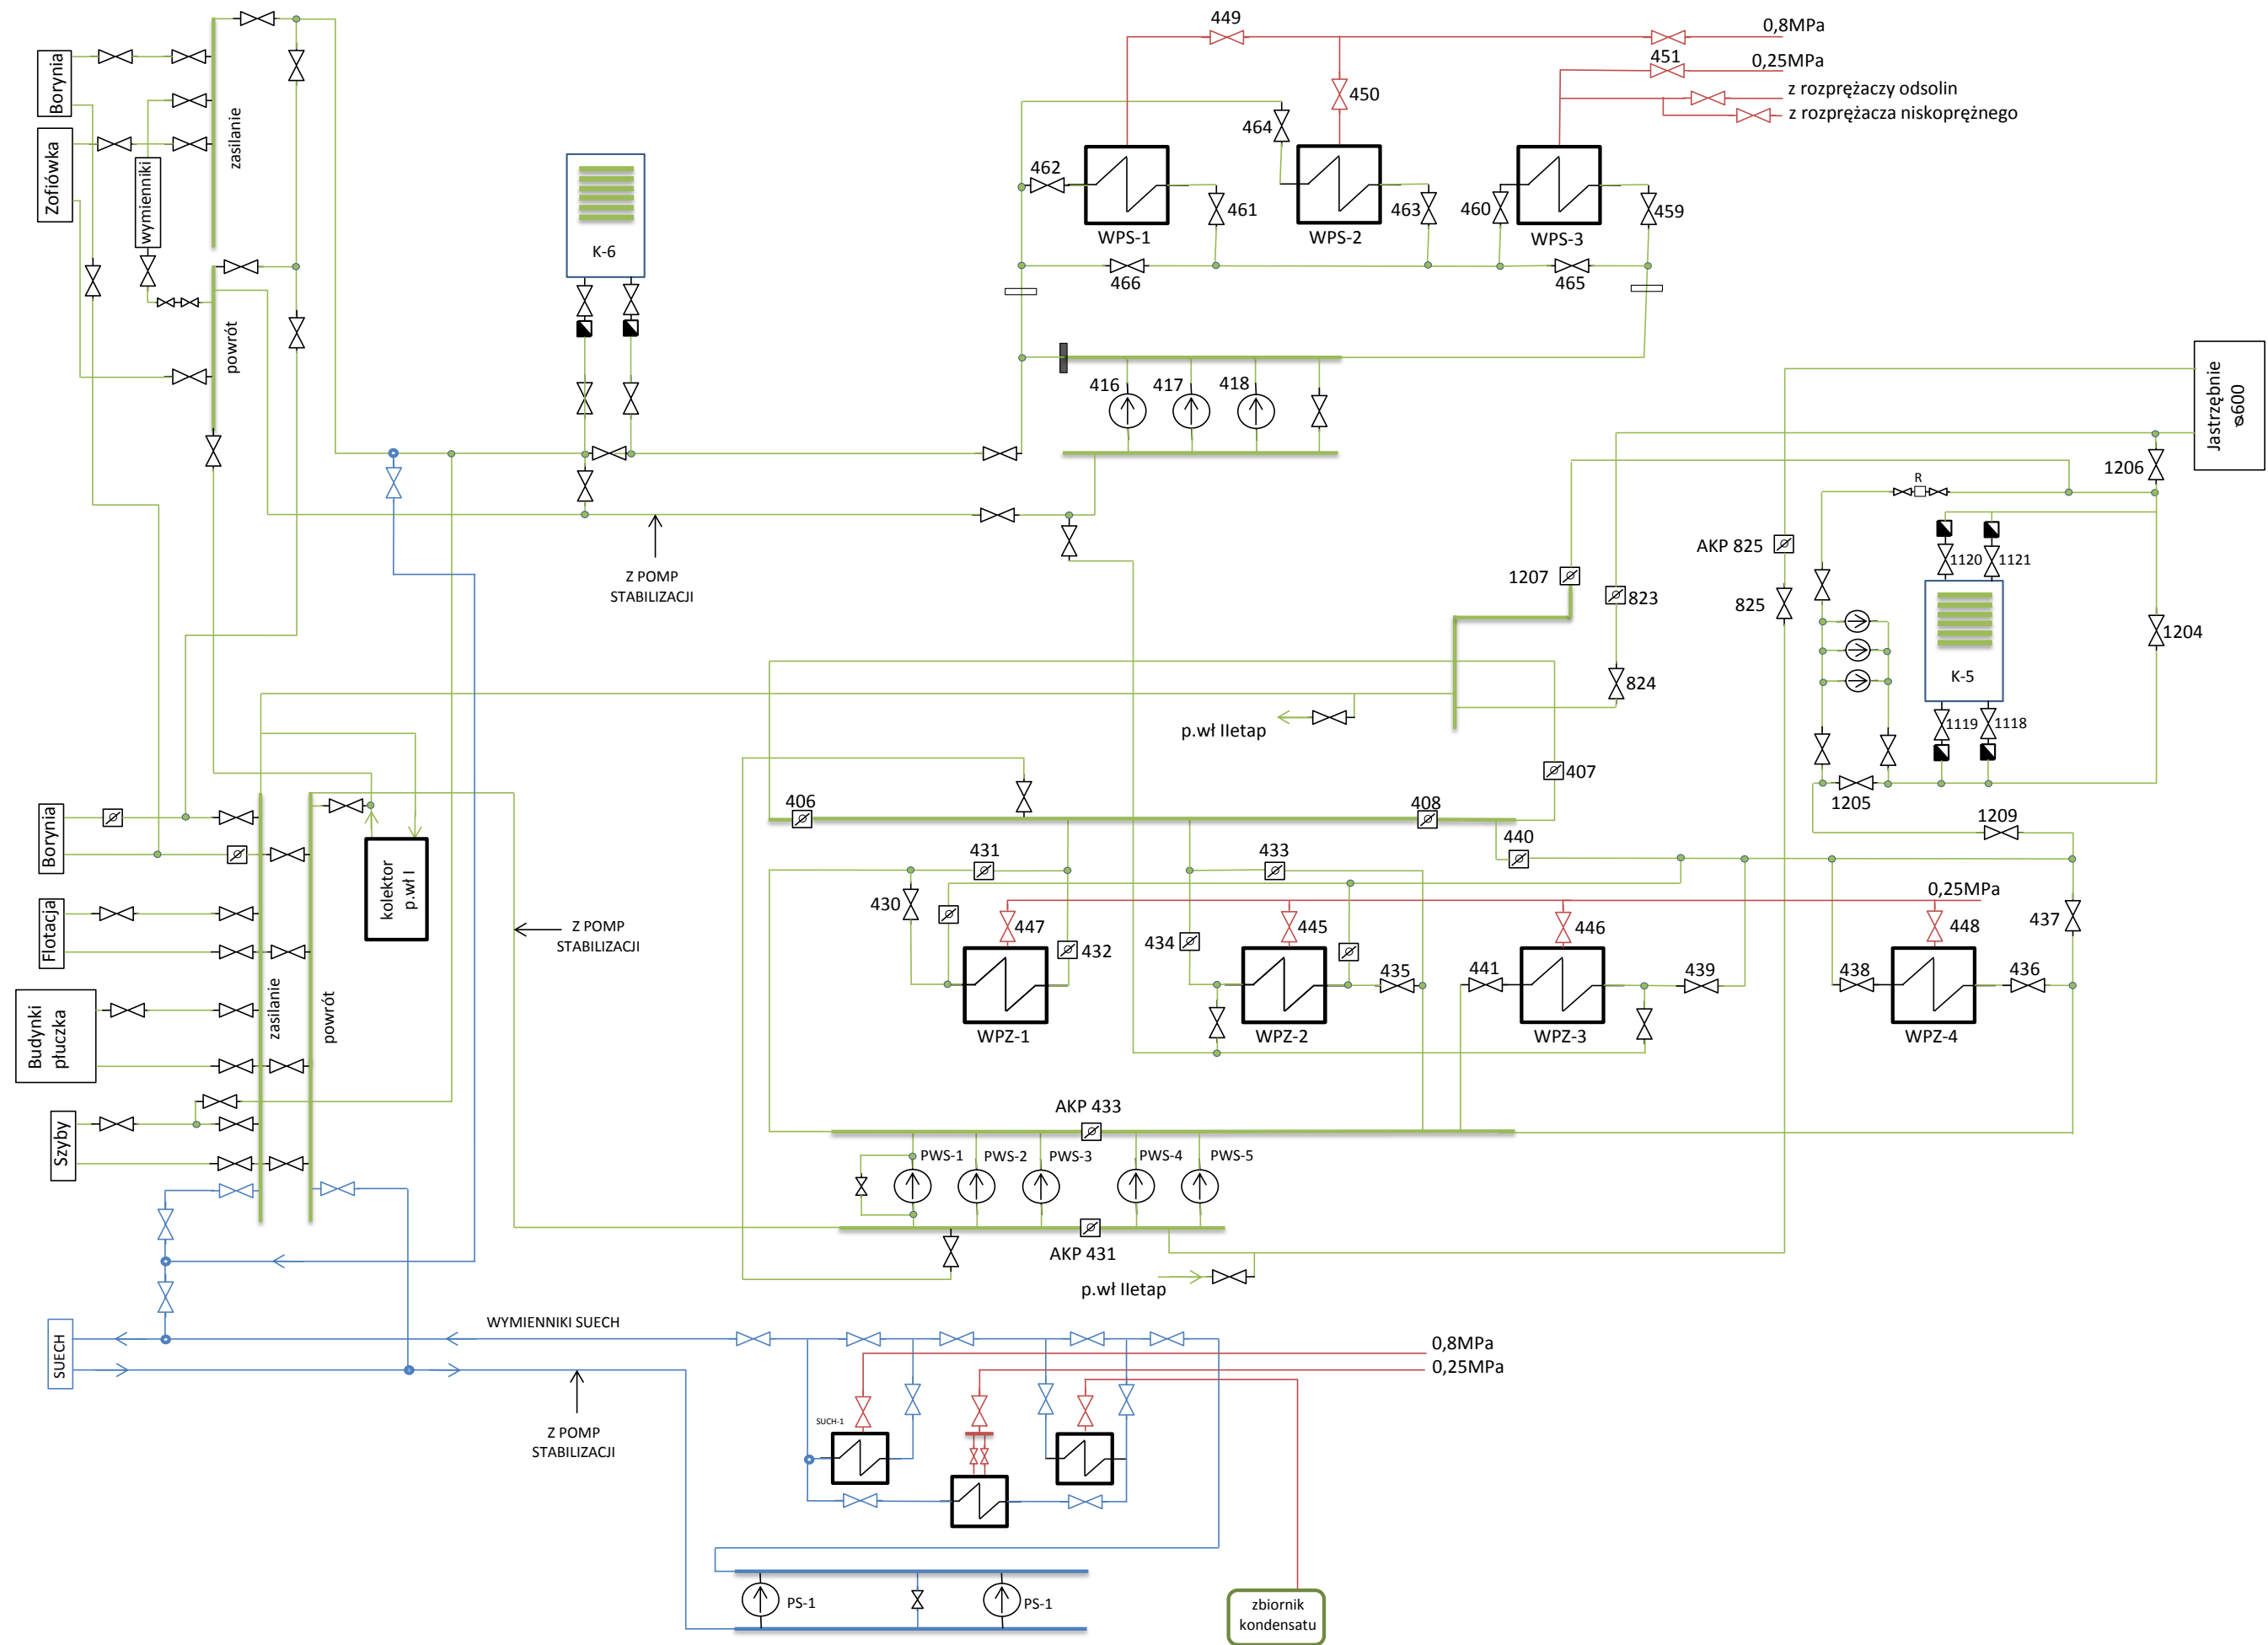 449
0,8MPa
451
0,25MPa
z rozprężaczy odsolin
z rozprężacza niskoprężnego
450
464
462
461
463
460
459
WPS-1
WPS-2
WPS-3
466
465
Borynia
Zofiówka
wymienniki
zasilanie
powrót
K-6
416
417
418
Jastrzębnie
⌀600
1206
R
AKP 825
1120
1121
825
1204
K-5
1119
1118
1205
1209
Z POMP
STABILIZACJI
1207
823
824
p.wł IIetap
407
406
408
440
431
433
430
447
432
434
445
435
441
446
439
0,25MPa
438
448
436
437
WPZ-1
WPZ-2
WPZ-3
WPZ-4
Borynia
Flotacja
Budynki
płuczka
Szyby
zasilanie
powrót
kolektor
p.wł I
Z POMP
STABILIZACJI
AKP 433
PWS-1
PWS-2
PWS-3
PWS-4
PWS-5
AKP 431
p.wł IIetap
SUECH
WYMIENNIKI SUECH
0,8MPa
0,25MPa
Z POMP
STABILIZACJI
SUCH-1
PS-1
PS-1
zbiornik
kondensatu